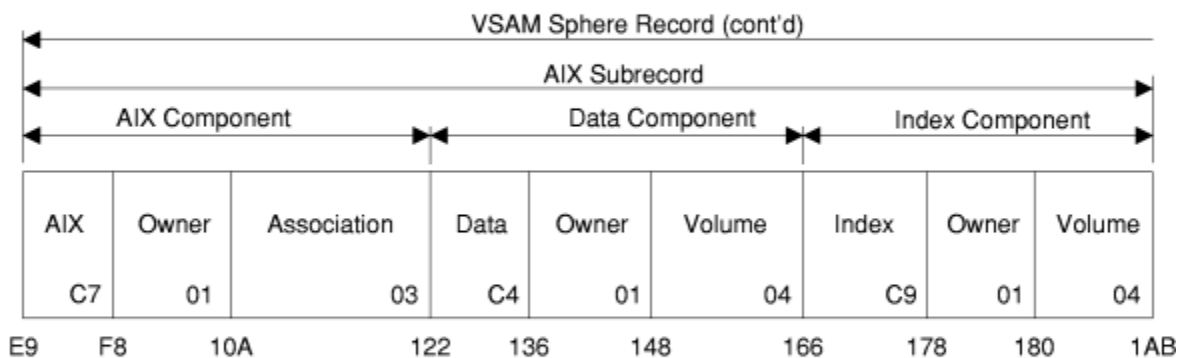 VSAM Sphere Record (cont'd)
AIX Subrecord
AIX Component Data Component Index Component
AIX Owner Association Data Owner Volume Index Owner Volume
C7 01 03 C4 01 04 C9 01 04
E9 F8 10A 122 136 148 166 178 180 1AB